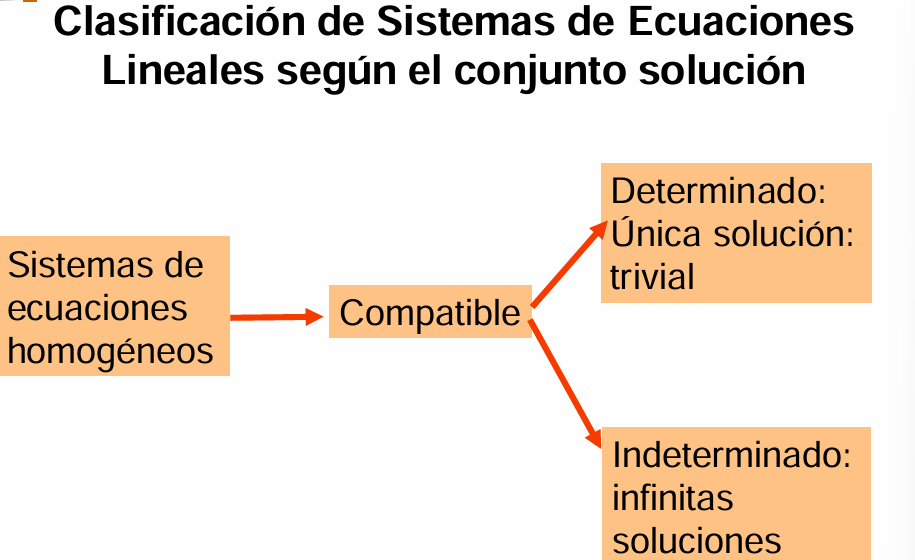 Clasificación de Sistemas de Ecuaciones
Lineales según el conjunto solución
Sistemas de
ecuaciones
homogéneos
Compatible
Determinado:
Única solución:
trivial
Indeterminado:
infinitas
soluciones